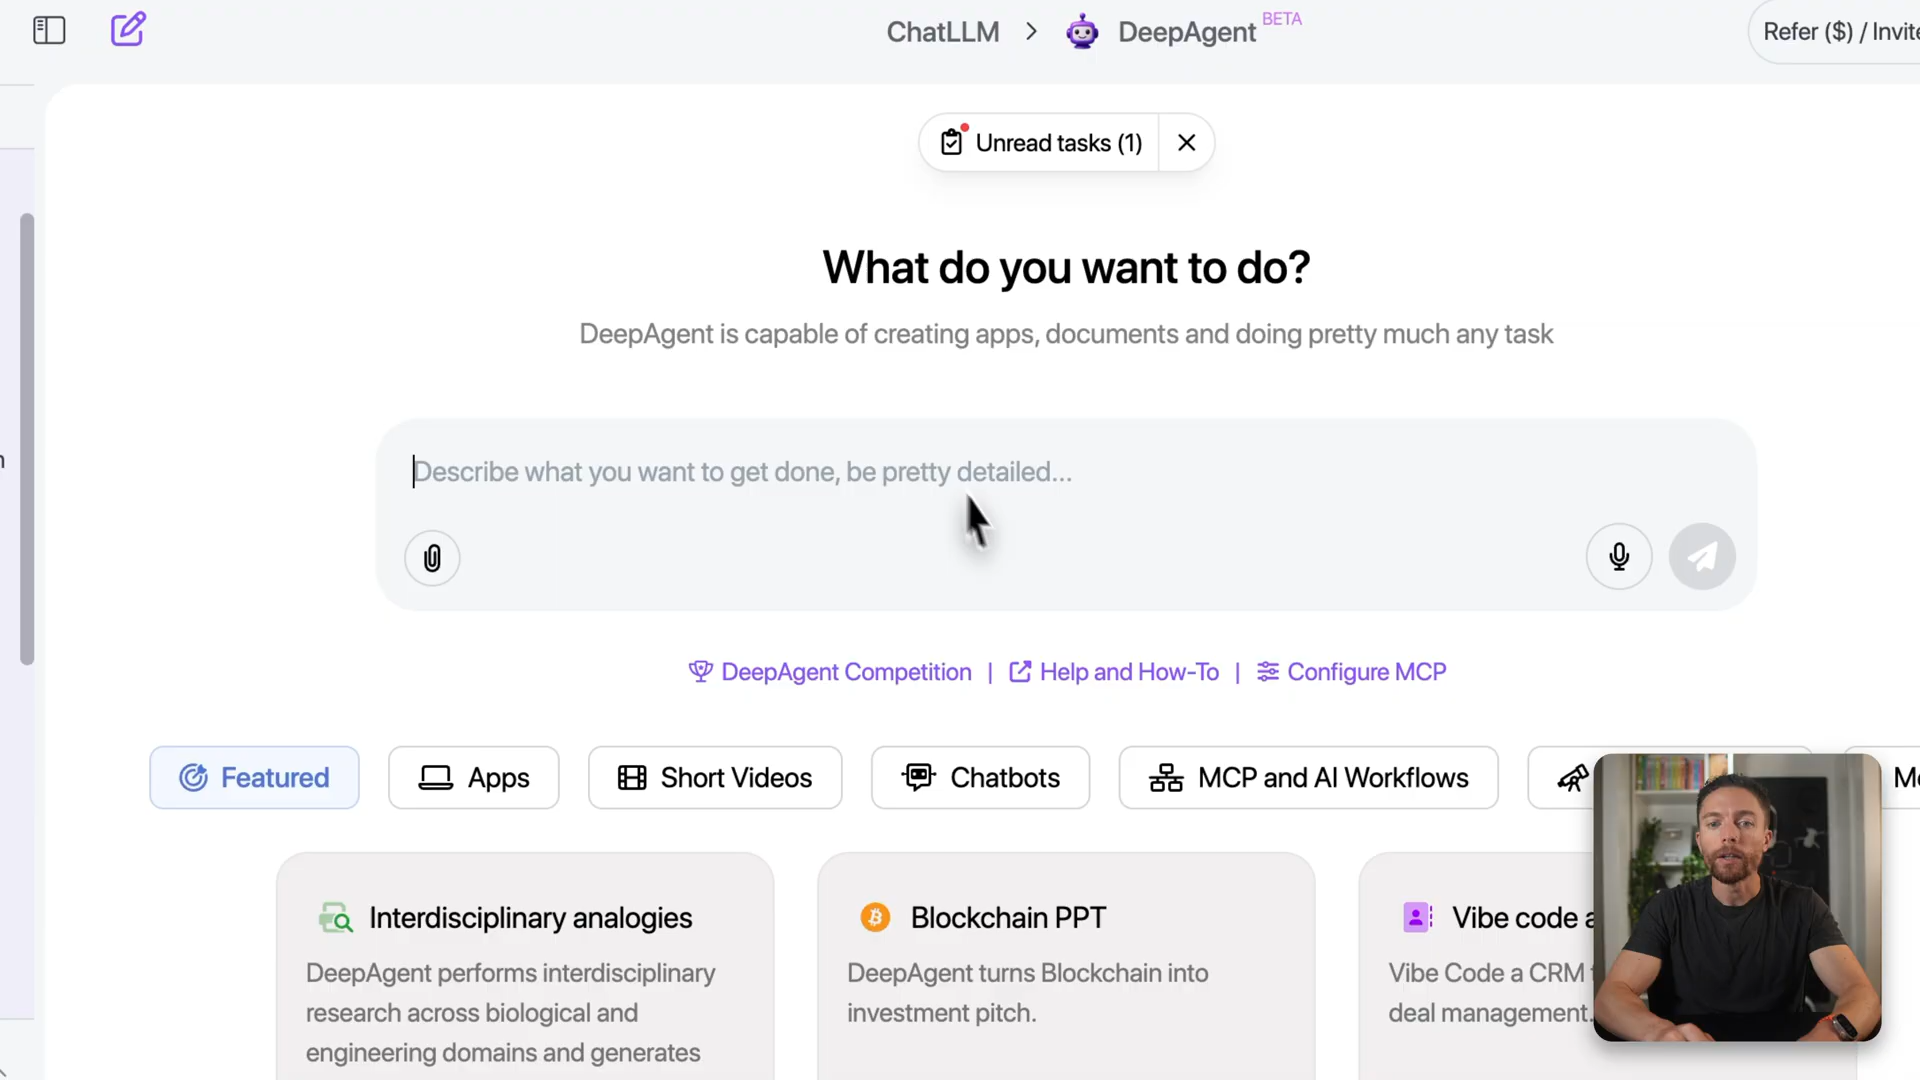 ChatLLM > DeepAgent BETA
Refer ($) / Invite
Unread tasks (1)
What do you want to do?
DeepAgent is capable of creating apps, documents and doing pretty much any task
Describe what you want to get done, be pretty detailed...
DeepAgent Competition | Help and How-To | Configure MCP
Featured
Apps
Short Videos
Chatbots
MCP and AI Workflows
Interdisciplinary analogies
DeepAgent performs interdisciplinary
research across biological and
engineering domains and generates
Blockchain PPT
DeepAgent turns Blockchain into
investment pitch.
Vibe code
Vibe Code a CRM
deal management.